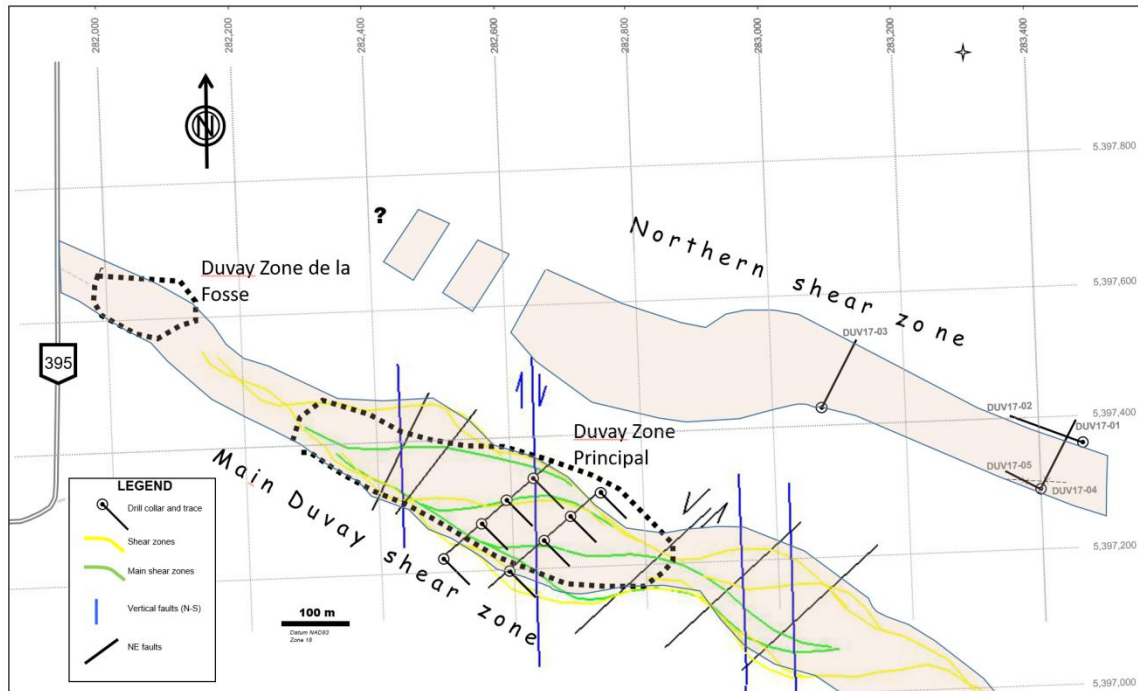 282,000
282,200
282,400
282,600
282,800
283,000
283,200
283,400
N
5,397,800
?
Northern shear zone
Duvay Zone de la
Fosse
5,397,600
DUV17-03
395
DUV17-02
5,397,400
DUV17-01
Duvay Zone
Principal
DUV17-05
DUV17-04
Main Duvay shear zone
LEGEND
Drill collar and trace
Shear zones
Main shear zones
Vertical faults (N-S)
NE faults
5,397,200
100 m
Datum NAD83
Zone 18
5,397,000